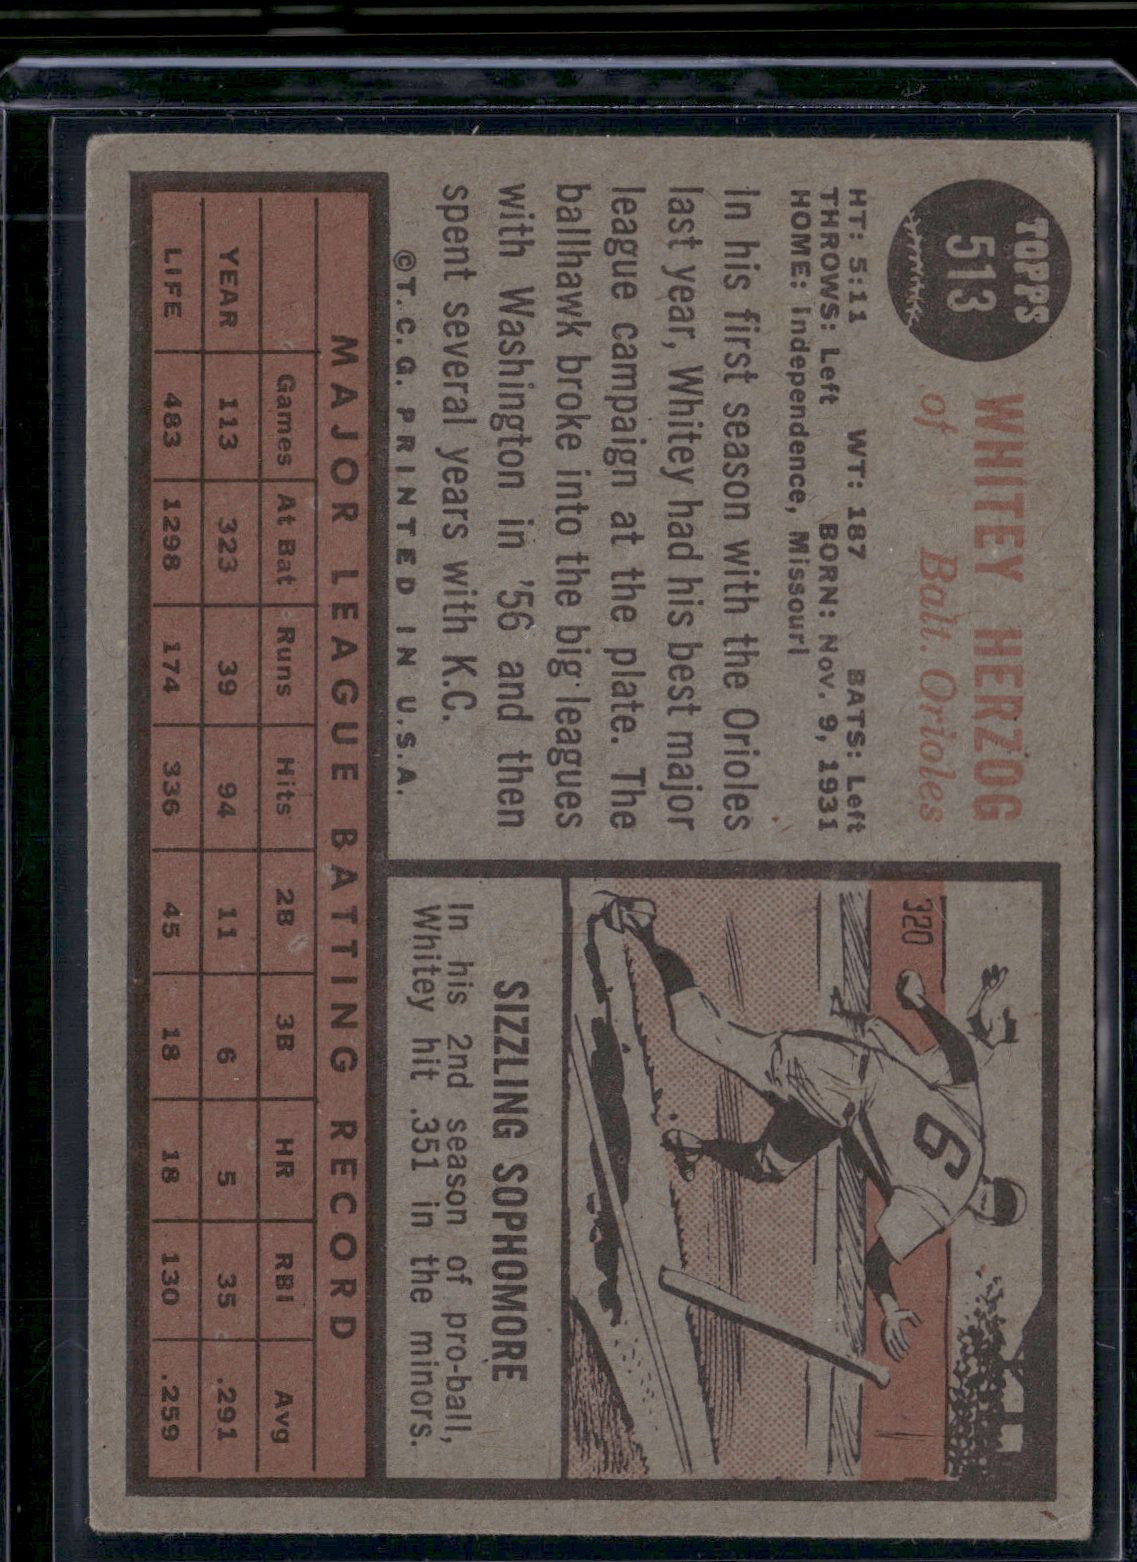 TOPPS
513
WHITEY HERZOG
of Balt. Orioles
HT: 5:11 WT: 187 BATS: Left
THROWS: Left BORN: Nov. 9, 1931
HOME: Independence, Missouri
In his first season with the Orioles
last year, Whitey had his best major
league campaign at the plate. The
ballhawk broke into the big leagues
with Washington in '56 and then
spent several years with K.C.
©T. C. G. PRINTED IN U.S.A.
320
6
SIZZLING SOPHOMORE
In his 2nd season of pro-ball,
Whitey hit .351 in the minors.
MAJOR LEAGUE BATTING RECORD
Games At Bat Runs Hits 2B 3B HR RBI Avg
YEAR 113 323 39 94 11 6 5 35 .291
LIFE 483 1298 174 336 45 18 18 130 .259